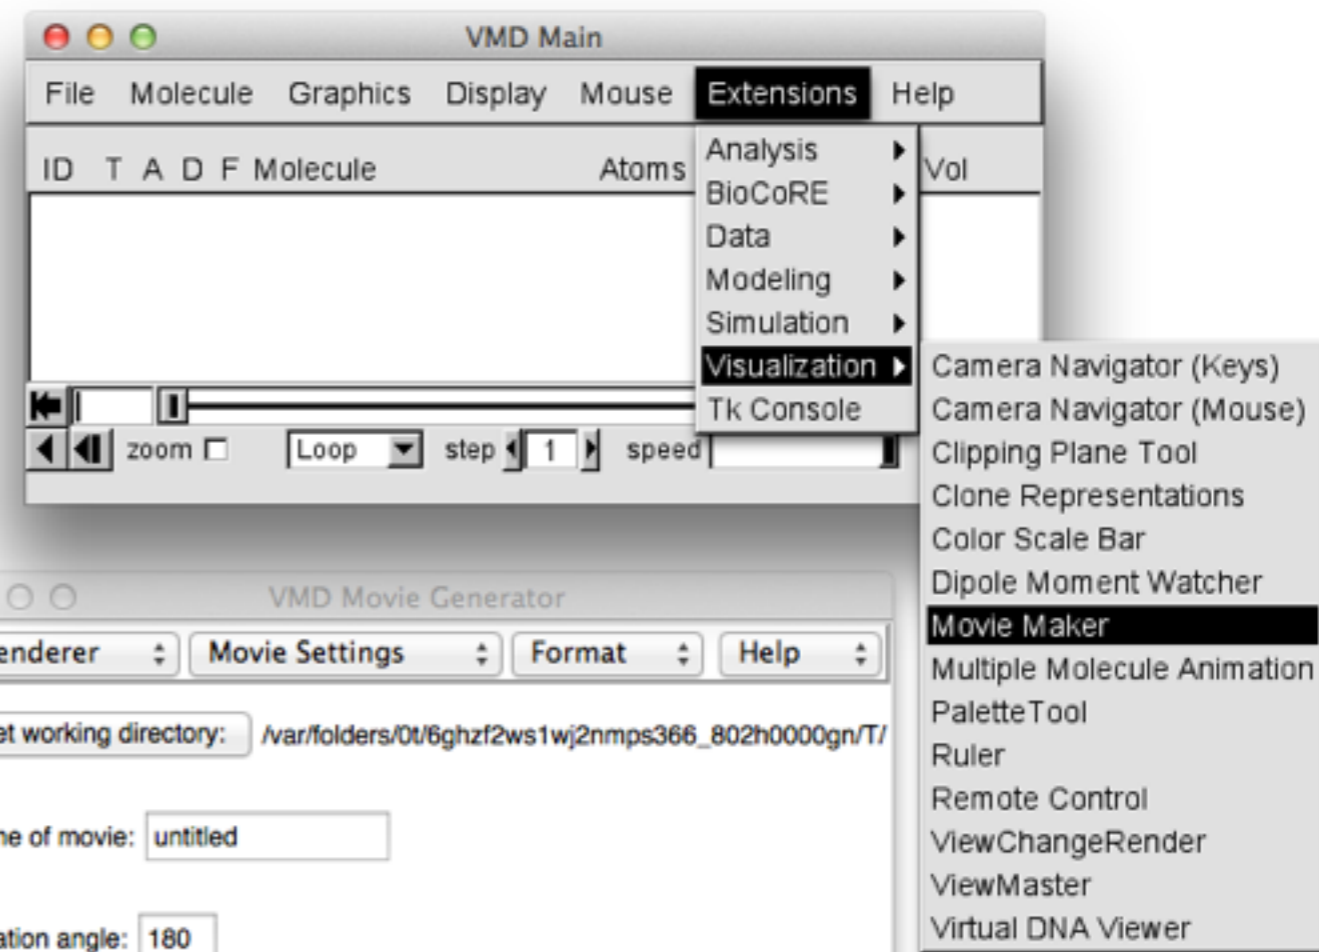 VMD Main
File Molecule Graphics Display Mouse Extensions Help
ID T A D F Molecule Atoms Vol
Analysis
BioCoRE
Data
Modeling
Simulation
Visualization
Tk Console
zoom Loop step 1 speed
Camera Navigator (Keys)
Camera Navigator (Mouse)
Clipping Plane Tool
Clone Representations
Color Scale Bar
Dipole Moment Watcher
Movie Maker
Multiple Molecule Animation
PaletteTool
Ruler
Remote Control
ViewChangeRender
ViewMaster
Virtual DNA Viewer
VMD Movie Generator
enderer Movie Settings Format Help
et working directory: /var/folders/0t/6ghzf2ws1wj2nmps366_802h0000gn/T/
ne of movie: untitled
ation angle: 180